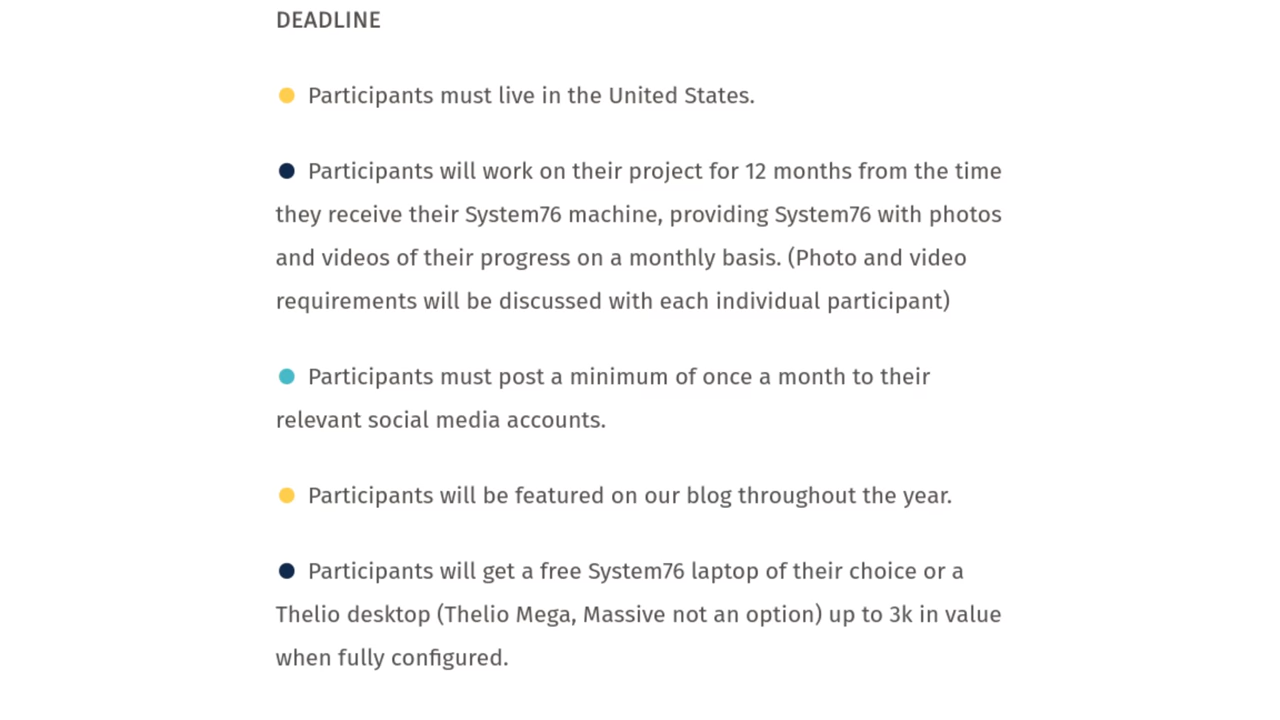 DEADLINE
Participants must live in the United States.
Participants will work on their project for 12 months from the time
they receive their System76 machine, providing System76 with photos
and videos of their progress on a monthly basis. (Photo and video
requirements will be discussed with each individual participant)
Participants must post a minimum of once a month to their
relevant social media accounts.
Participants will be featured on our blog throughout the year.
Participants will get a free System76 laptop of their choice or a
Thelio desktop (Thelio Mega, Massive not an option) up to 3k in value
when fully configured.